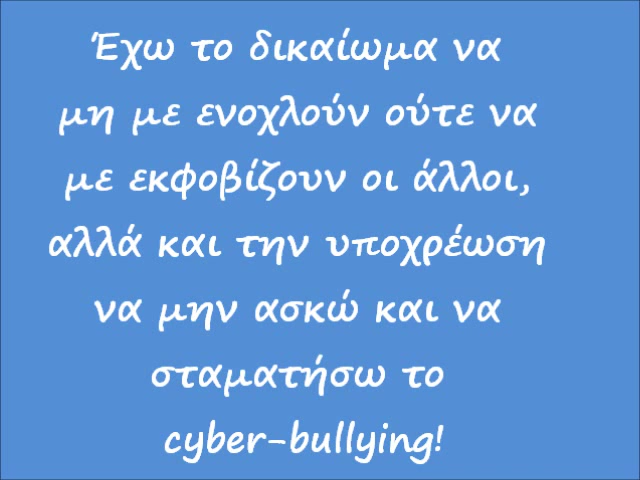 Έχω το δικαίωμα να
μη με ενοχλούν ούτε να
με εκφοβίζουν οι άλλοι,
αλλά και την υποχρέωση
να μην ασκώ και να
σταματήσω το
cyber-bullying!